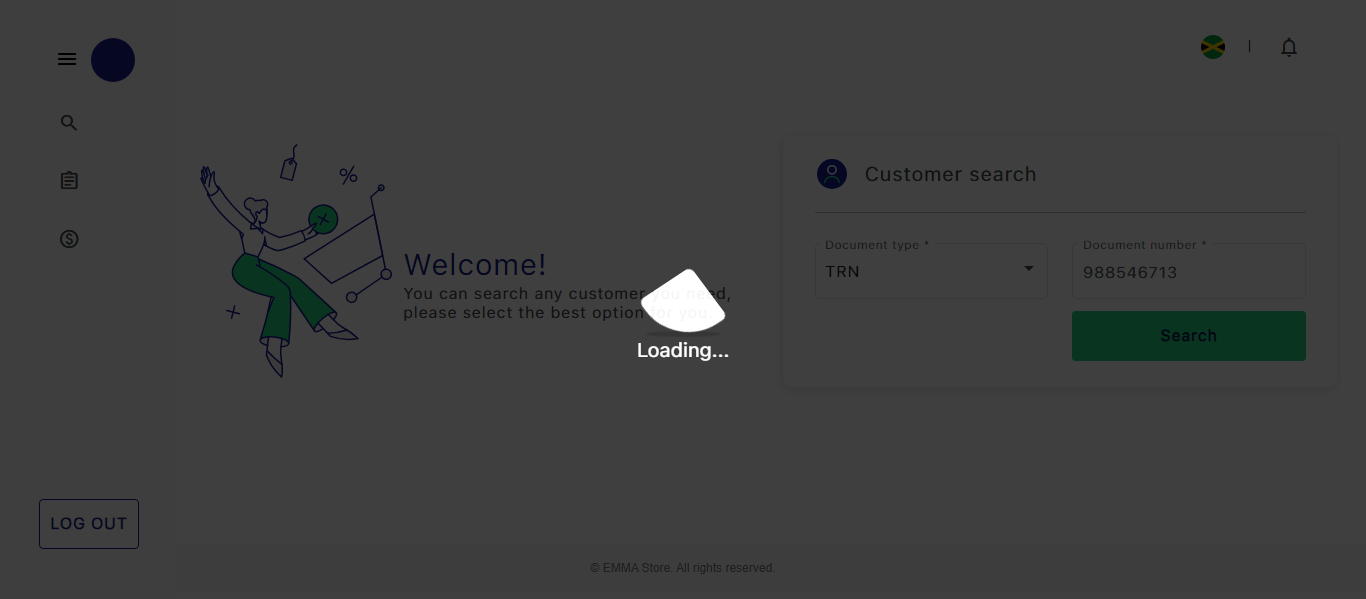 Customer search
Document type *
TRN
Document number *
988546713
Search
Welcome!
You can search any customer you need,
please select the best option for you.
Loading...
LOG OUT
© EMMA Store. All rights reserved.